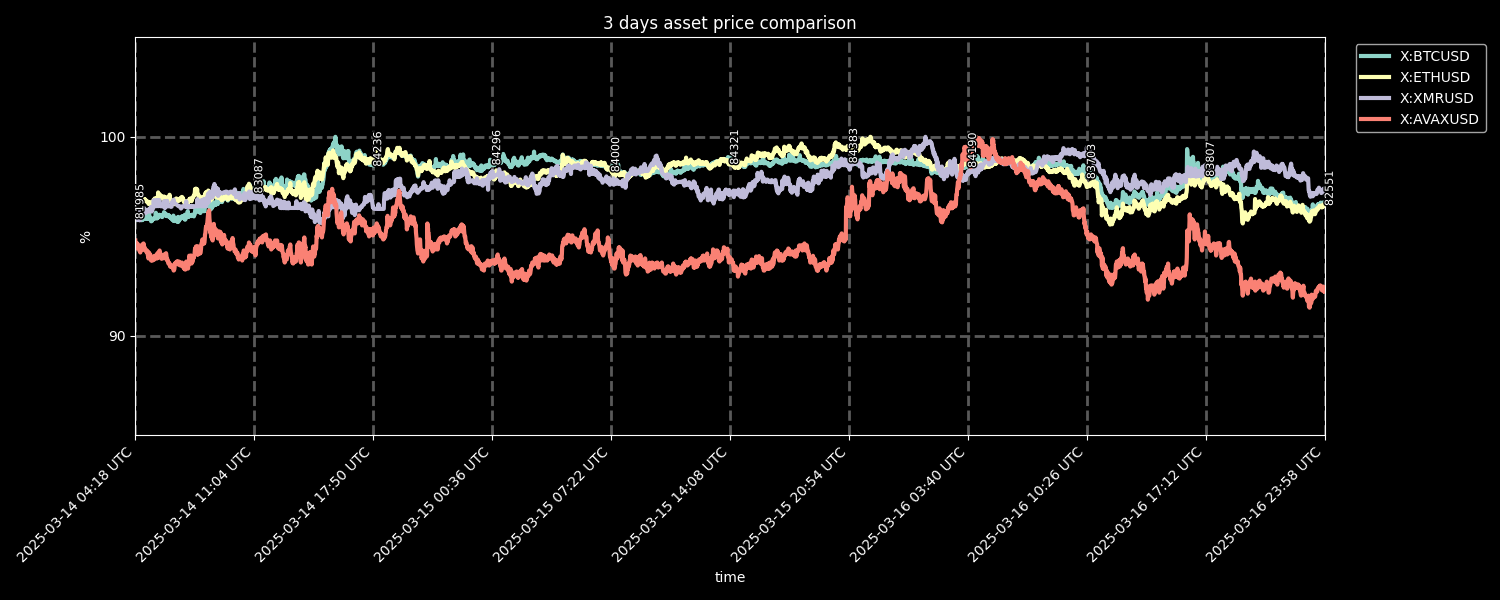 3 days asset price comparison
X:BTCUSD
X:ETHUSD
X:XMRUSD
X:AVAXUSD
100
90
%
81985
83087
84236
84296
84000
84321
84383
84190
83703
83807
82551
2025-03-14 04:18 UTC
2025-03-14 11:04 UTC
2025-03-14 17:50 UTC
2025-03-15 00:36 UTC
2025-03-15 07:22 UTC
2025-03-15 14:08 UTC
2025-03-15 20:54 UTC
2025-03-16 03:40 UTC
2025-03-16 10:26 UTC
2025-03-16 17:12 UTC
2025-03-16 23:58 UTC
time